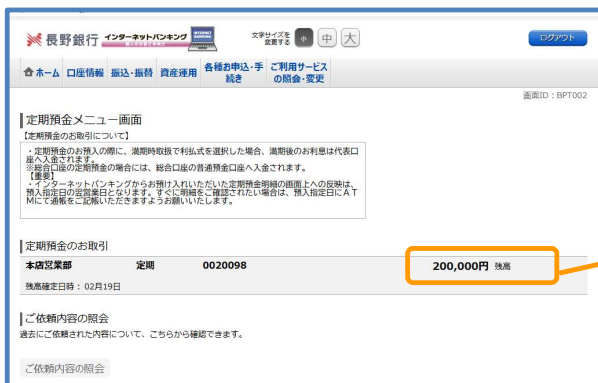 長野銀行 インターネットバンキング INTERNET BANKING
文字サイズを変更する 小 中 大
ログアウト
ホーム 口座情報 振込・振替 資産運用 各種お申込・手続き ご利用サービスの照会・変更
画面ID：BPT002
定期預金メニュー画面
【定期預金のお取引について】
・定期預金のお預入の際に、満期時取扱で利払式を選択した場合、満期後のお利息は代表口
座へ入金されます。
※総合口座の定期預金の場合には、総合口座の普通預金口座へ入金されます。
【重要】
・インターネットバンキングからお預け入れいただいた定期預金明細の画面上への反映は、
預入指定日の翌営業日となります。すぐに明細をご確認されたい場合は、預入指定日にAT
Mにて通帳をご記帳いただきますようお願いいたします。
定期預金のお取引
本店営業部 定期 0020098 200,000円 残高
残高確定日時：02月19日
ご依頼内容の照会
過去にご依頼された内容について、こちらから確認できます。
ご依頼内容の照会